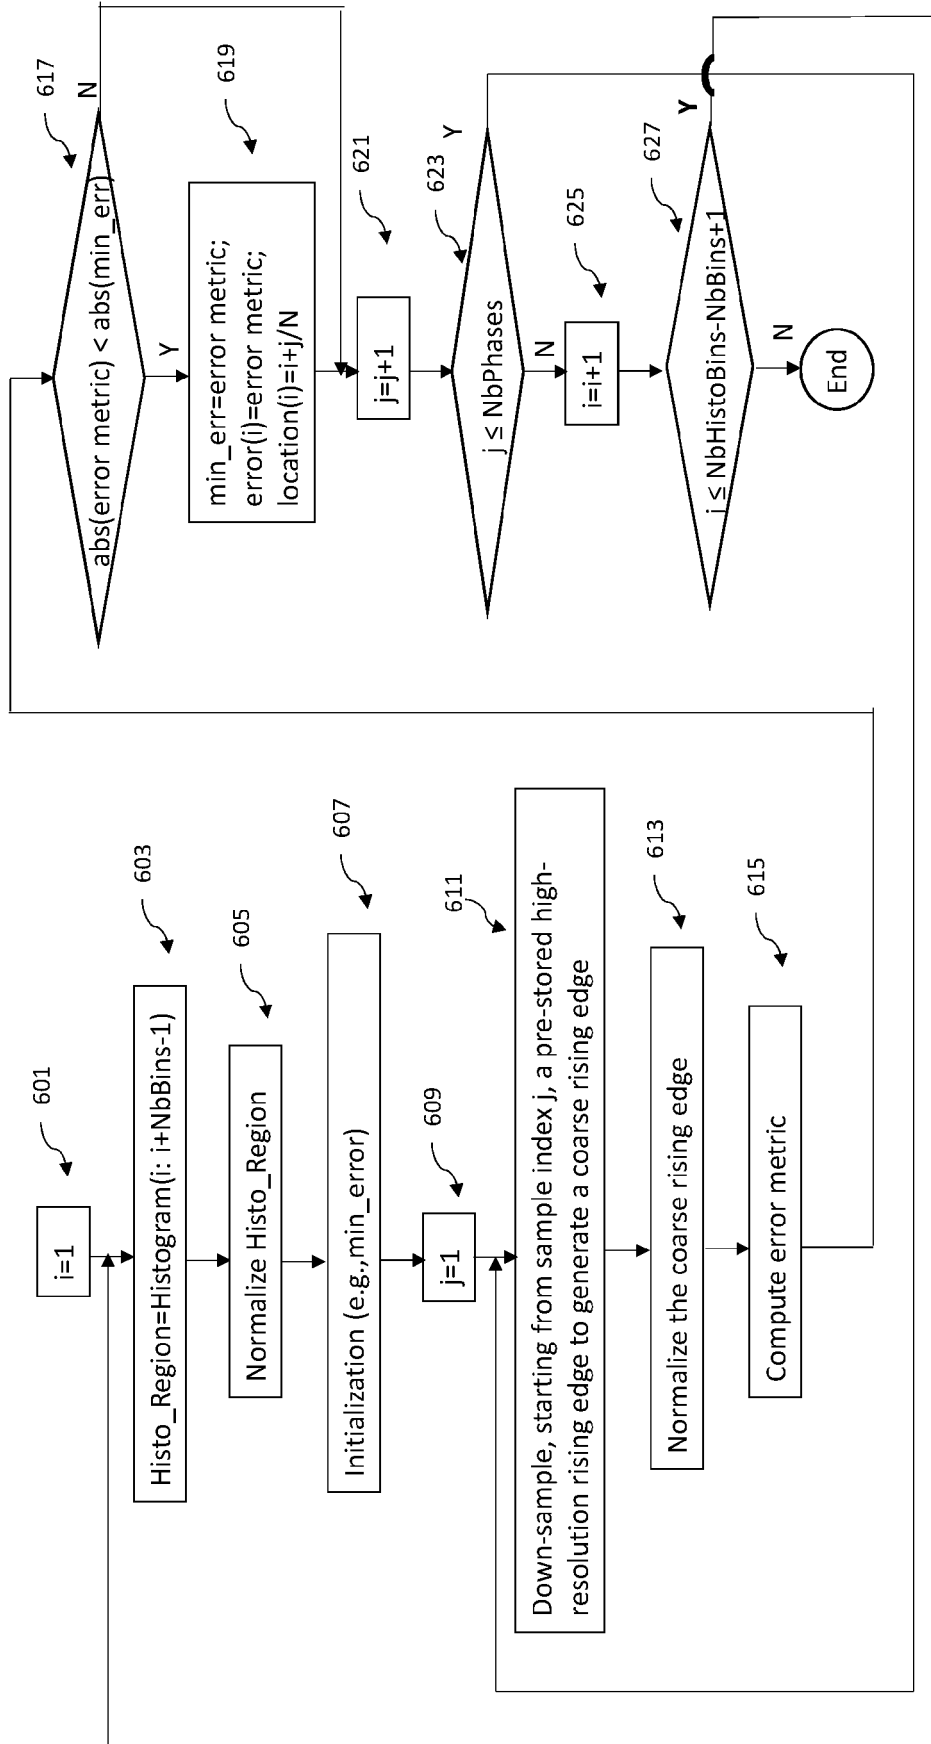 i=1
601
Histo_Region=Histogram(i: i+NbBins-1)
603
Normalize Histo_Region
605
Initialization (e.g.,min_error)
607
j=1
609
Down-sample, starting from sample index j, a pre-stored high-
resolution rising edge to generate a coarse rising edge
611
Normalize the coarse rising edge
613
Compute error metric
615
abs(error metric) < abs(min_err)
617
N
Y
min_err=error metric;
error(i)=error metric;
location(i)=i+j/N
619
j=j+1
621
j ≤ NbPhases
623
Y
N
i=i+1
625
i ≤ NbHistoBins-NbBins+1
627
Y
N
End